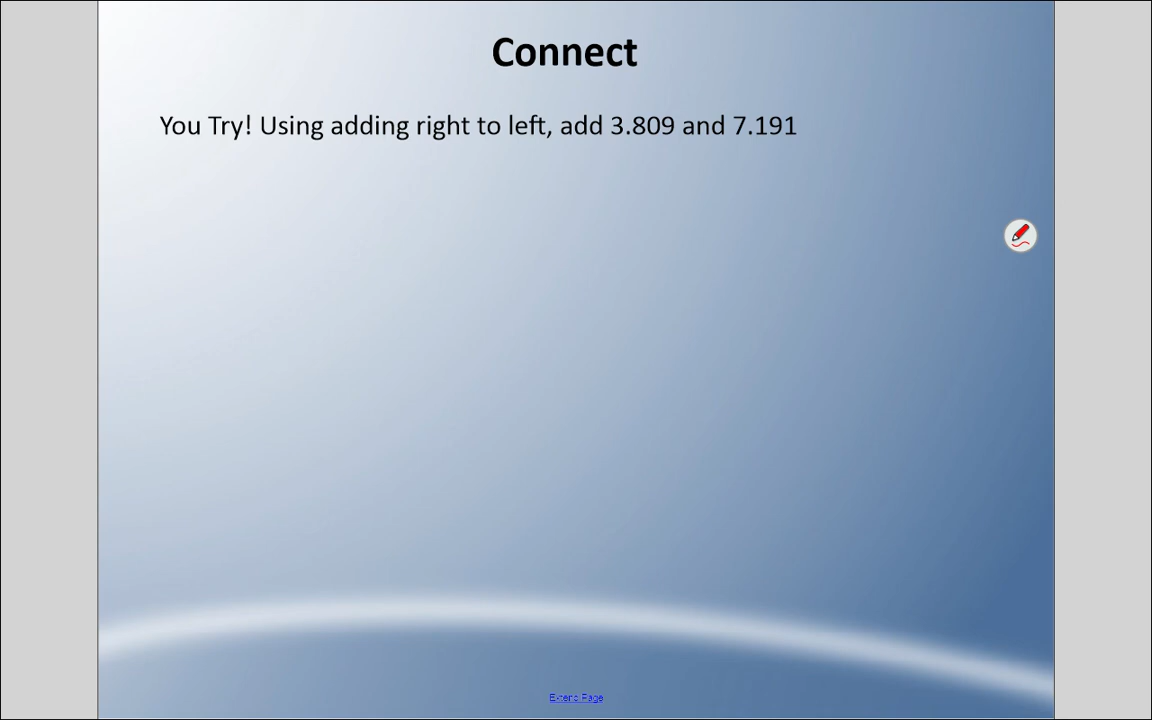 Connect
You Try! Using adding right to left, add 3.809 and 7.191
Extend Page